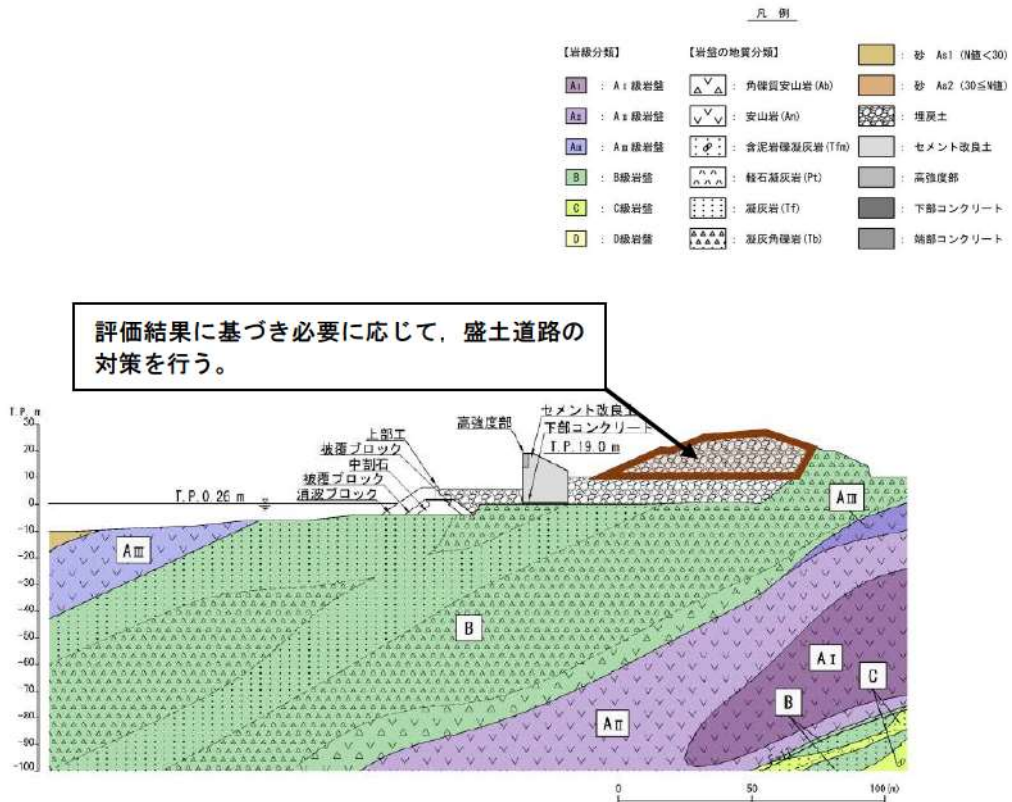 凡 例
【岩級分類】
AⅠ : AⅠ級岩盤
AⅡ : AⅡ級岩盤
AⅢ : AⅢ級岩盤
B : B級岩盤
C : C級岩盤
D : D級岩盤
【岩盤の地質分類】
: 角礫質安山岩(Ab)
: 安山岩(An)
: 含泥岩礫凝灰岩(Tfm)
: 軽石凝灰岩(Pt)
: 凝灰岩(Tf)
: 凝灰角礫岩(Tb)
: 砂 As1 (N値<30)
: 砂 As2 (30≦N値)
: 埋戻土
: セメント改良土
: 高強度部
: 下部コンクリート
: 端部コンクリート
評価結果に基づき必要に応じて，盛土道路の
対策を行う。
T.P. m
30
20
10
0
-10
-20
-30
-40
-50
-60
-70
-80
-90
-100
T.P.0.26 m
上部工
被覆ブロック
中割石
被覆ブロック
消波ブロック
高強度部
セメント改良土
下部コンクリート
T.P.19.0 m
AⅢ
B
AⅡ
AⅢ
AⅠ
B
C
0
50
100(m)